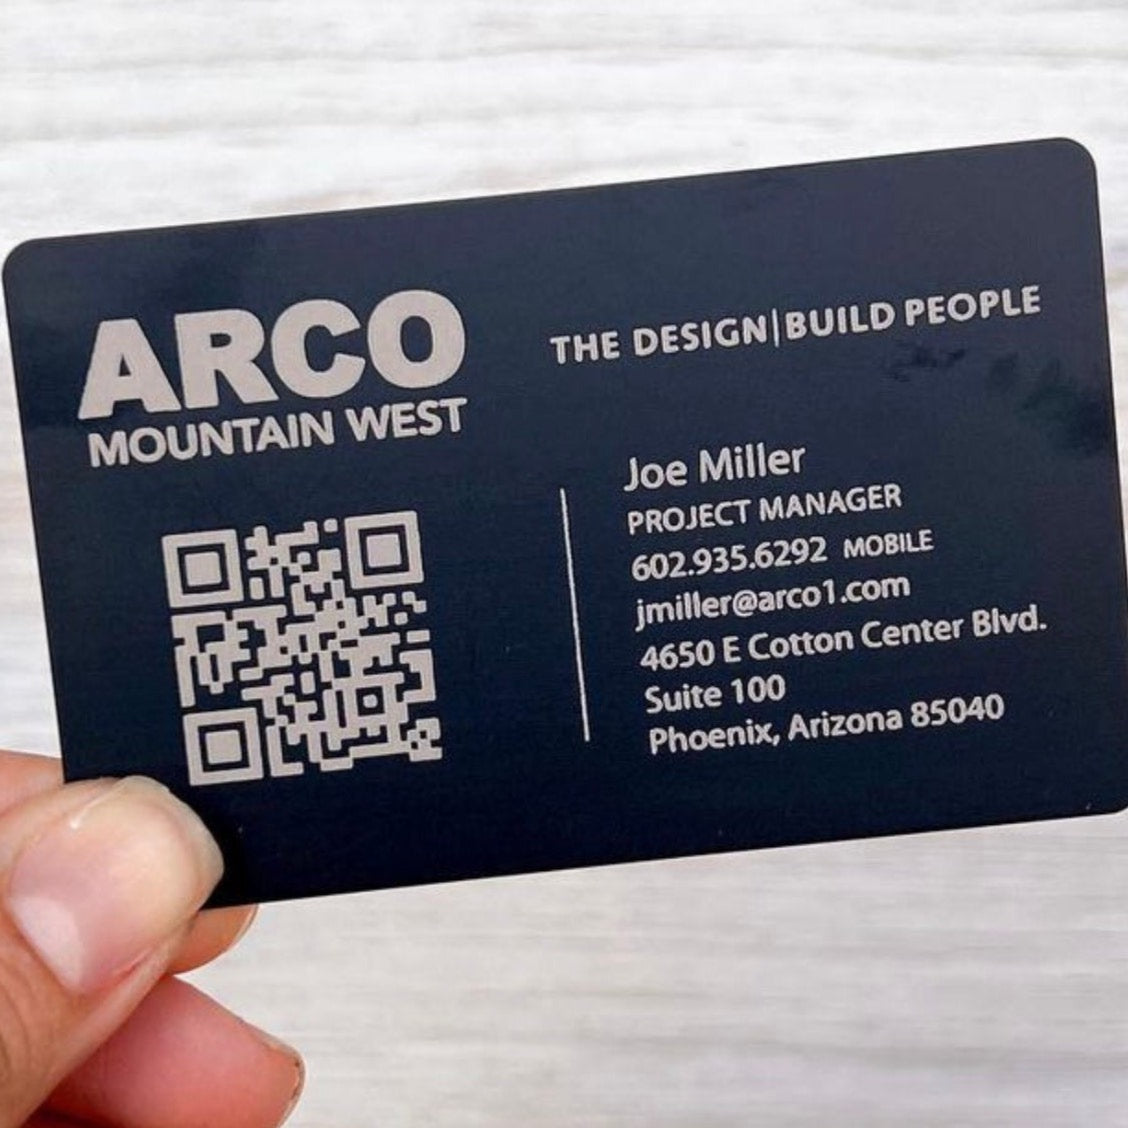 ARCO
MOUNTAIN WEST
THE DESIGN|BUILD PEOPLE
Joe Miller
PROJECT MANAGER
602.935.6292 MOBILE
jmiller@arco1.com
4650 E Cotton Center Blvd.
Suite 100
Phoenix, Arizona 85040